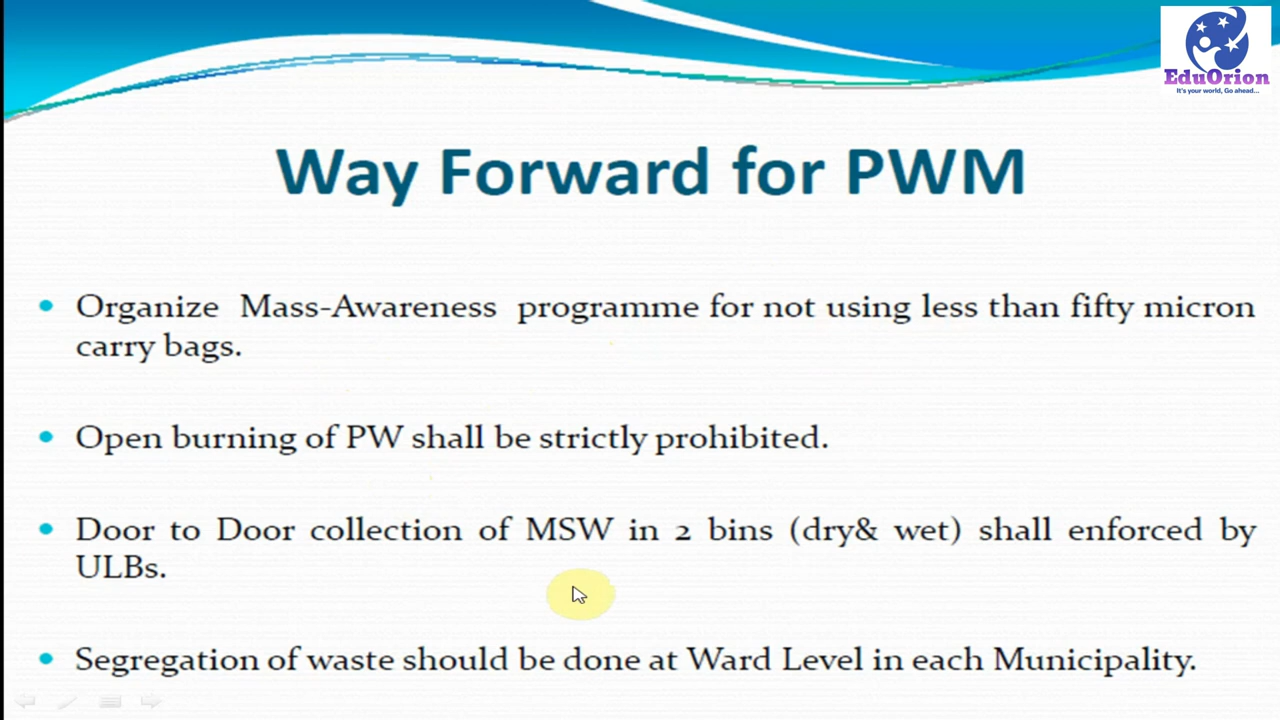 EduOrion
It's your world, Go ahead...
Way Forward for PWM
Organize Mass-Awareness programme for not using less than fifty micron
carry bags.
Open burning of PW shall be strictly prohibited.
Door to Door collection of MSW in 2 bins (dry& wet) shall enforced by
ULBs.
Segregation of waste should be done at Ward Level in each Municipality.